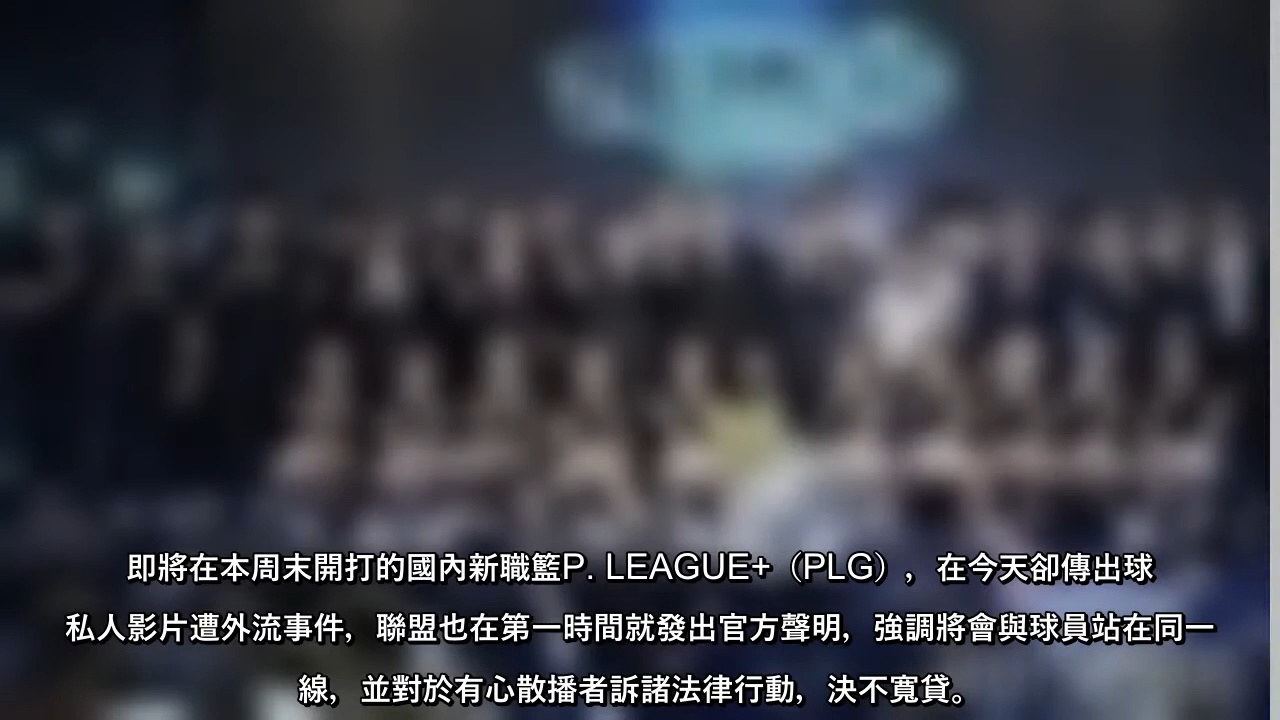 即將在本周末開打的國內新職籃P. LEAGUE+（PLG），在今天卻傳出球
私人影片遭外流事件，聯盟也在第一時間就發出官方聲明，強調將會與球員站在同一
線，並對於有心散播者訴諸法律行動，決不寬貸。